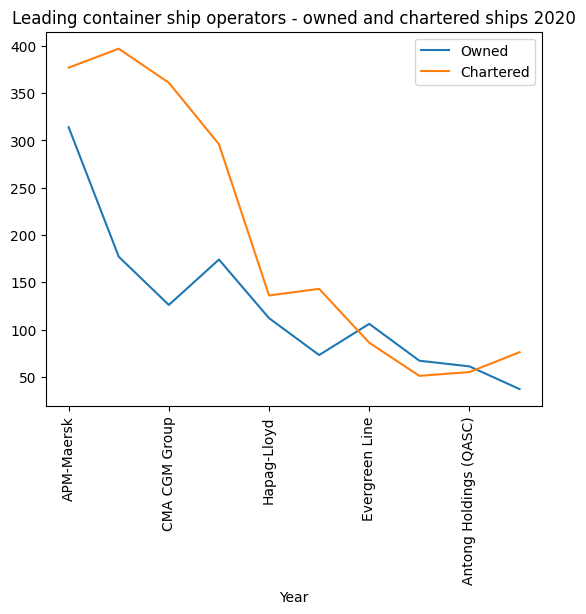 Leading container ship operators - owned and chartered ships 2020
Owned
Chartered
400
350
300
250
200
150
100
50
APM-Maersk
CMA CGM Group
Hapag-Lloyd
Evergreen Line
Antong Holdings (QASC)
Year